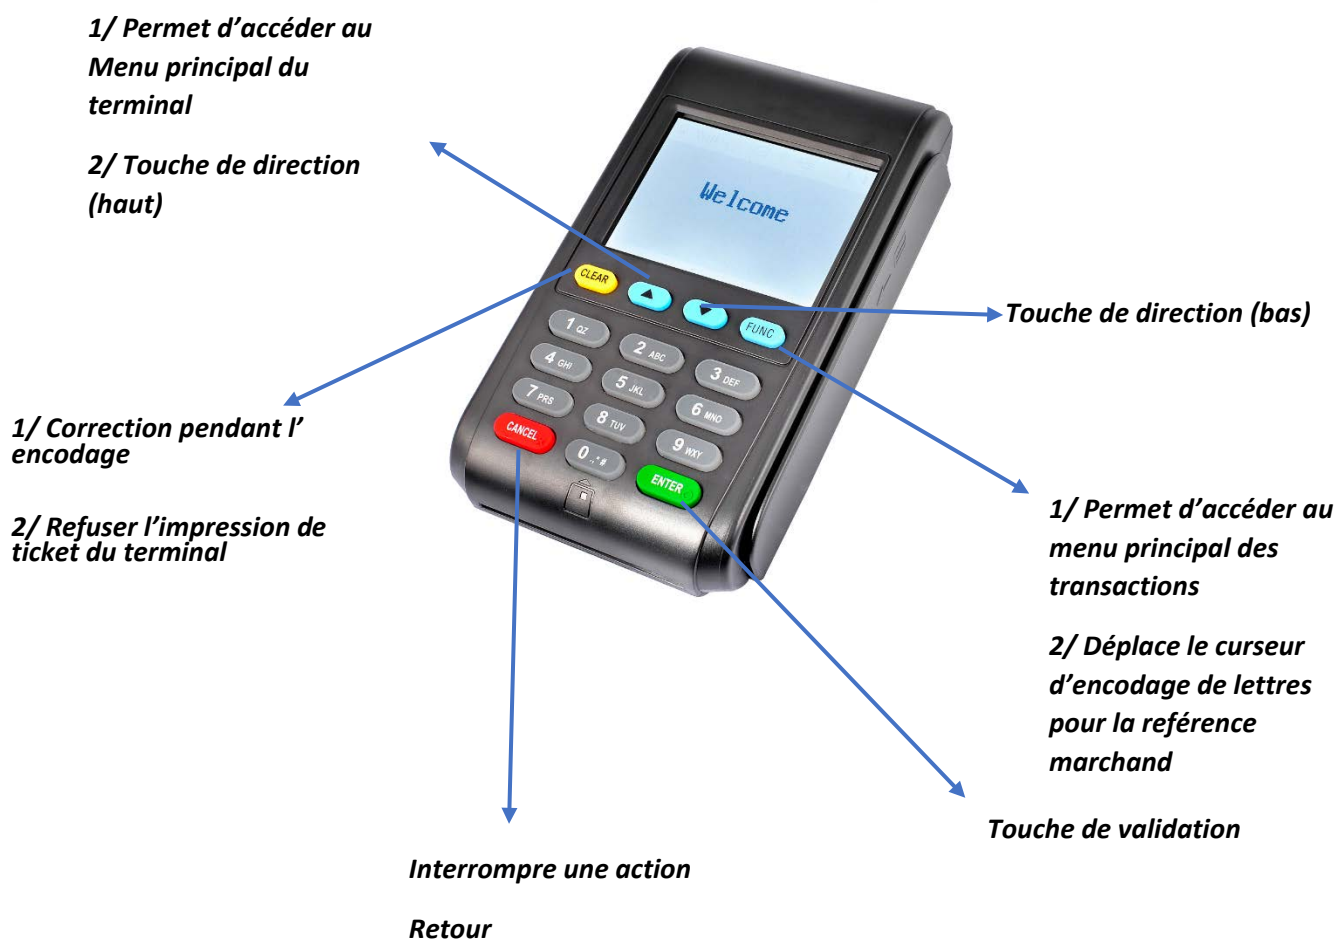 1/ Permet d’accéder au
Menu principal du
terminal
2/ Touche de direction
(haut)
Welcome
CLEAR
FUNC
Touche de direction (bas)
1 QZ
2 ABC
3 DEF
4 GHI
5 JKL
6 MNO
7 PRS
8 TUV
9 WXY
CANCEL
0 .,*#
ENTER
1/ Correction pendant l’
encodage
2/ Refuser l’impression de
ticket du terminal
1/ Permet d’accéder au
menu principal des
transactions
2/ Déplace le curseur
d’encodage de lettres
pour la reférence
marchand
Touche de validation
Interrompre une action
Retour